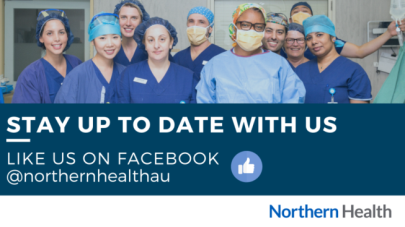 STAY UP TO DATE WITH US
LIKE US ON FACEBOOK
@northernhealthau
Northern Health